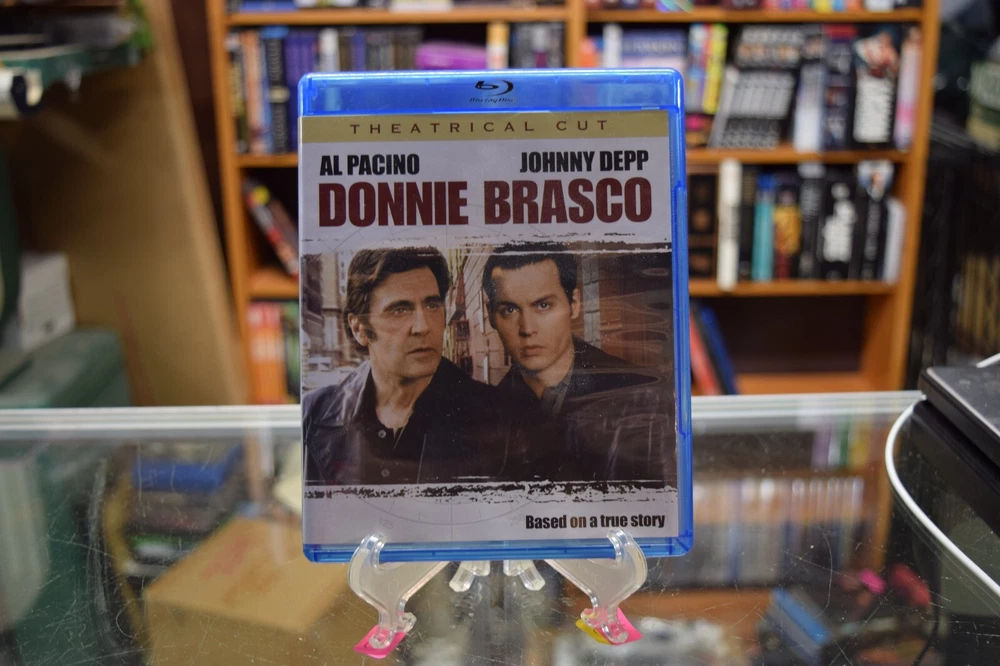 Blu-ray Disc
THEATRICAL CUT
AL PACINO JOHNNY DEPP
DONNIE BRASCO
Based on a true story